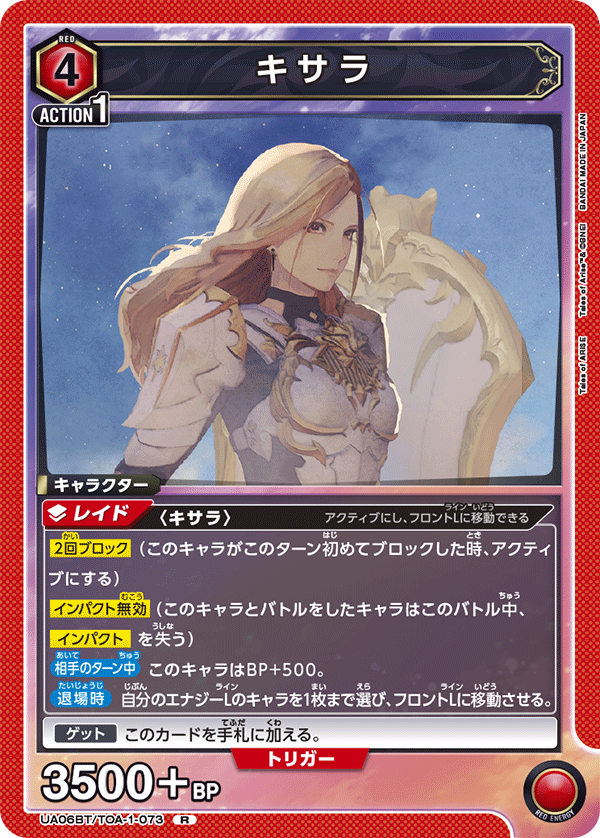 RED
4
キサラ
ACTION 1
BANDAI MADE IN JAPAN
Tales of Arise™& ©BNEI
Tales of ARISE
キャラクター
レイド 〈キサラ〉 アクティブにし、フロントLに移動できる
2回ブロック (このキャラがこのターン初めてブロックした時、アクティ
ブにする)
インパクト無効 (このキャラとバトルをしたキャラはこのバトル中、
インパクト を失う)
相手のターン中 このキャラはBP+500。
退場時 自分のエナジーLのキャラを1枚まで選び、フロントLに移動させる。
ゲット このカードを手札に加える。
トリガー
3500+BP
RED ENERGY
UA06BT/TOA-1-073 R